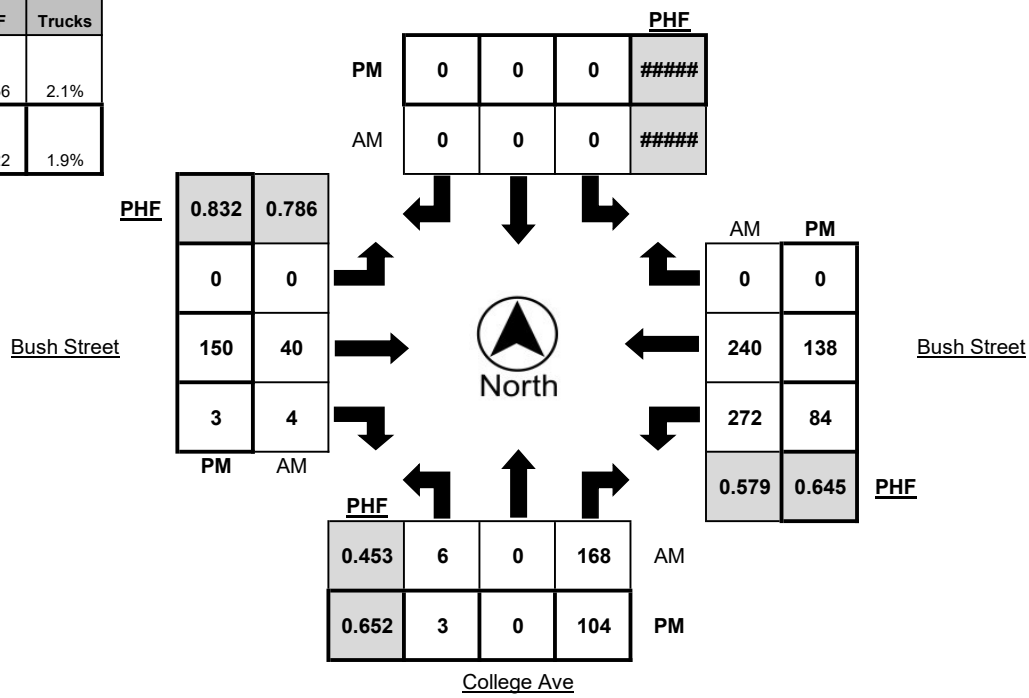 Trucks
2.1%
1.9%
PHF
PM 0 0 0 #####
AM 0 0 0 #####
PHF 0.832 0.786
0 0
150 40
3 4
PM AM
Bush Street
North
AM PM
0 0
240 138
272 84
0.579 0.645 PHF
Bush Street
PHF
0.453 6 0 168 AM
0.652 3 0 104 PM
College Ave